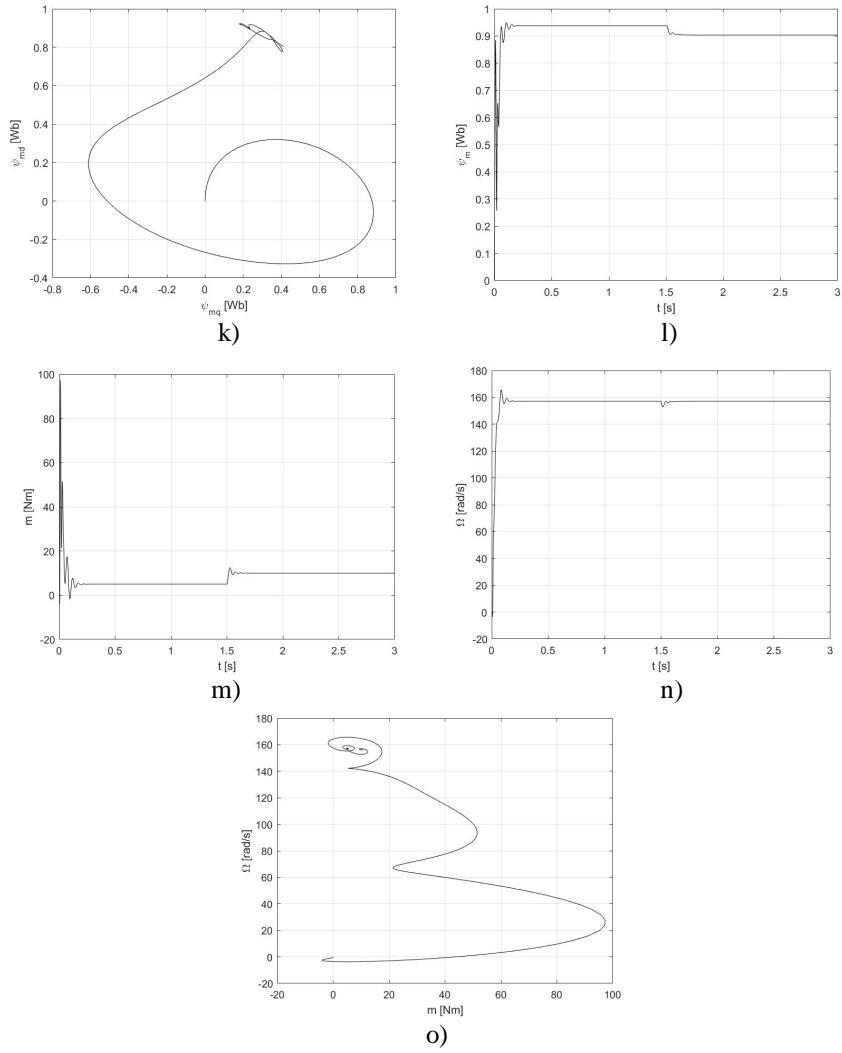 1
0.8
0.6
0.4
0.2
0
-0.2
-0.4
-0.8 -0.6 -0.4 -0.2 0 0.2 0.4 0.6 0.8 1
ψmd [Wb]
ψmq [Wb]
k)
1
0.9
0.8
0.7
0.6
0.5
0.4
0.3
0.2
0.1
0
0 0.5 1 1.5 2 2.5 3
ψm [Wb]
t [s]
l)
100
80
60
40
20
0
-20
0 0.5 1 1.5 2 2.5 3
m [Nm]
t [s]
m)
180
160
140
120
100
80
60
40
20
0
-20
0 0.5 1 1.5 2 2.5 3
Ω [rad/s]
t [s]
n)
180
160
140
120
100
80
60
40
20
0
-20
-20 0 20 40 60 80 100
Ω [rad/s]
m [Nm]
o)